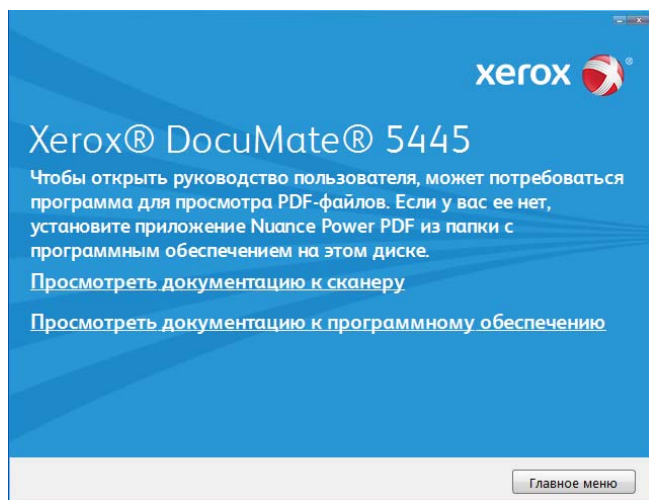 xerox ®
Xerox® DocuMate® 5445
Чтобы открыть руководство пользователя, может потребоваться
программа для просмотра PDF-файлов. Если у вас ее нет,
установите приложение Nuance Power PDF из папки с
программным обеспечением на этом диске.
Просмотреть документацию к сканеру
Просмотреть документацию к программному обеспечению
Главное меню